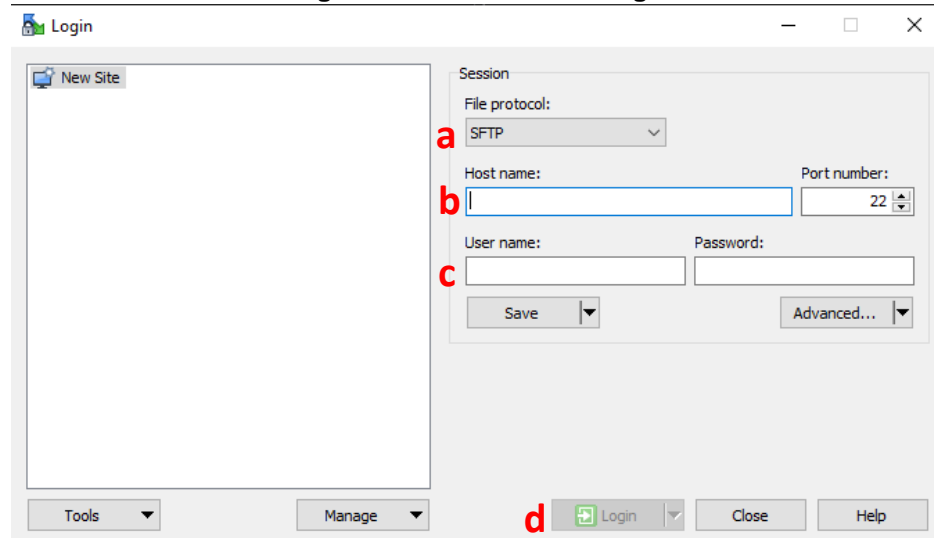 Login
New Site
Session
File protocol:
a SFTP
Host name: Port number:
b 22
User name: Password:
c
Save Advanced...
Tools Manage d Login Close Help